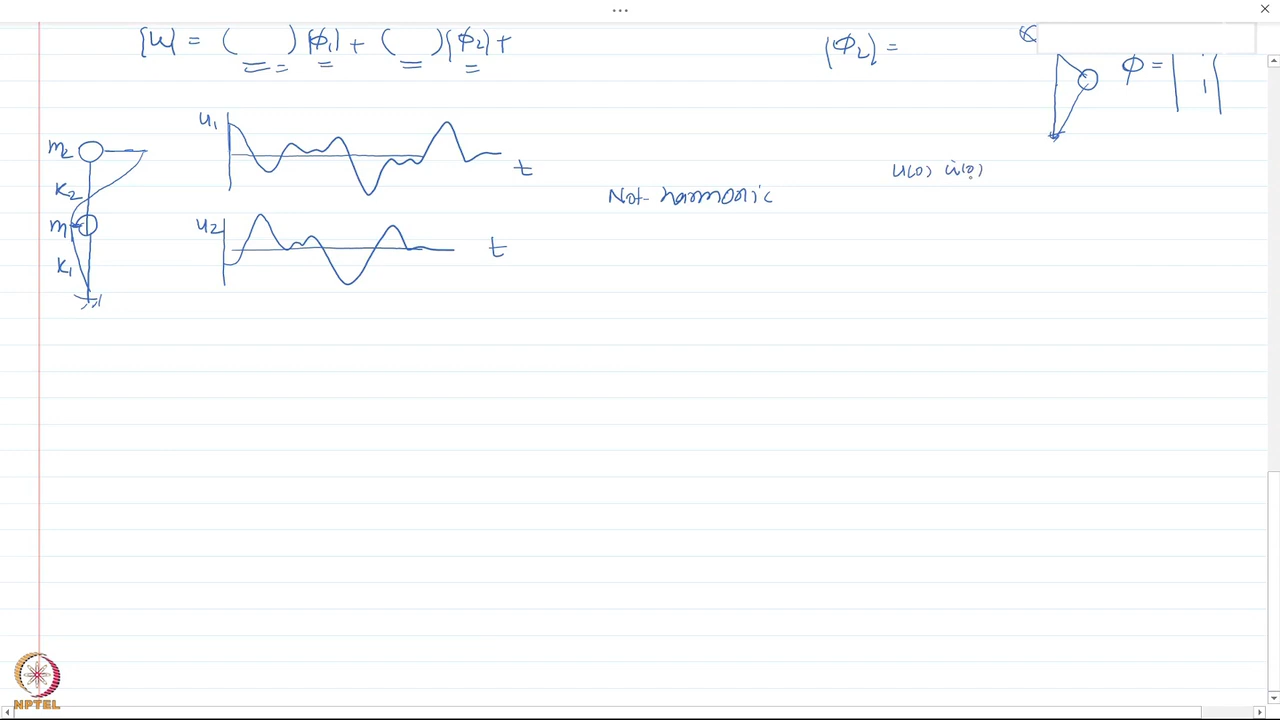 {u} = ( ) {ϕ1} + ( ) {ϕ2} +
{ϕ2} =
ϕ =
1
u1
t
m2
k2
m1
k1
u2
t
Not harmonic
u(0) u̇(0)
NPTEL